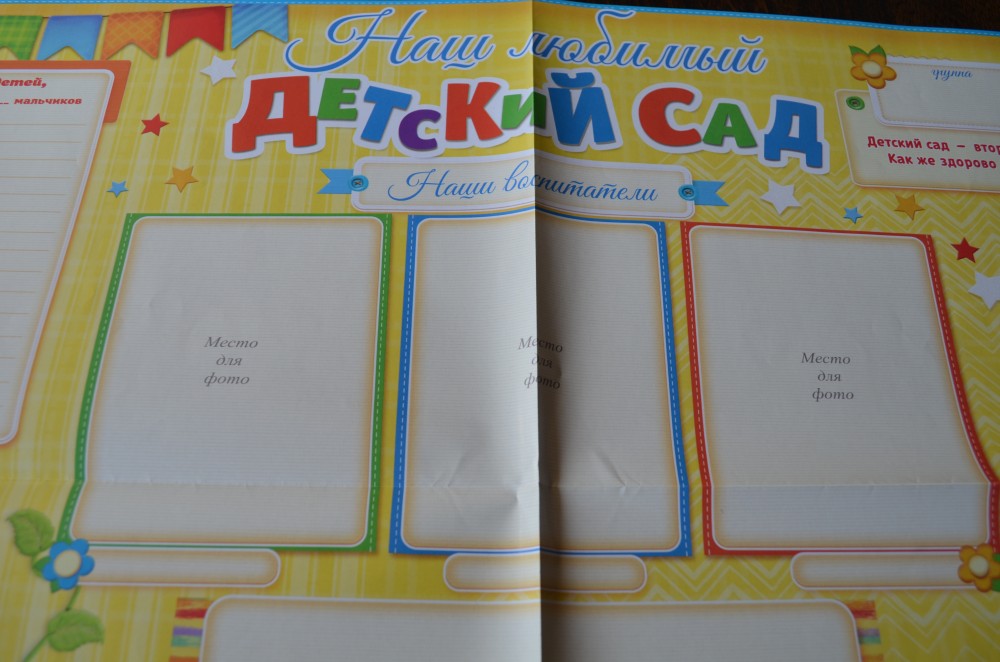 Наш любимый
ДЕТСКИЙ САД
Наши воспитатели
детей,
мальчиков
группа
Детский сад – втор
Как же здорово
Место
для
фото
Место
для
фото
Место
для
фото